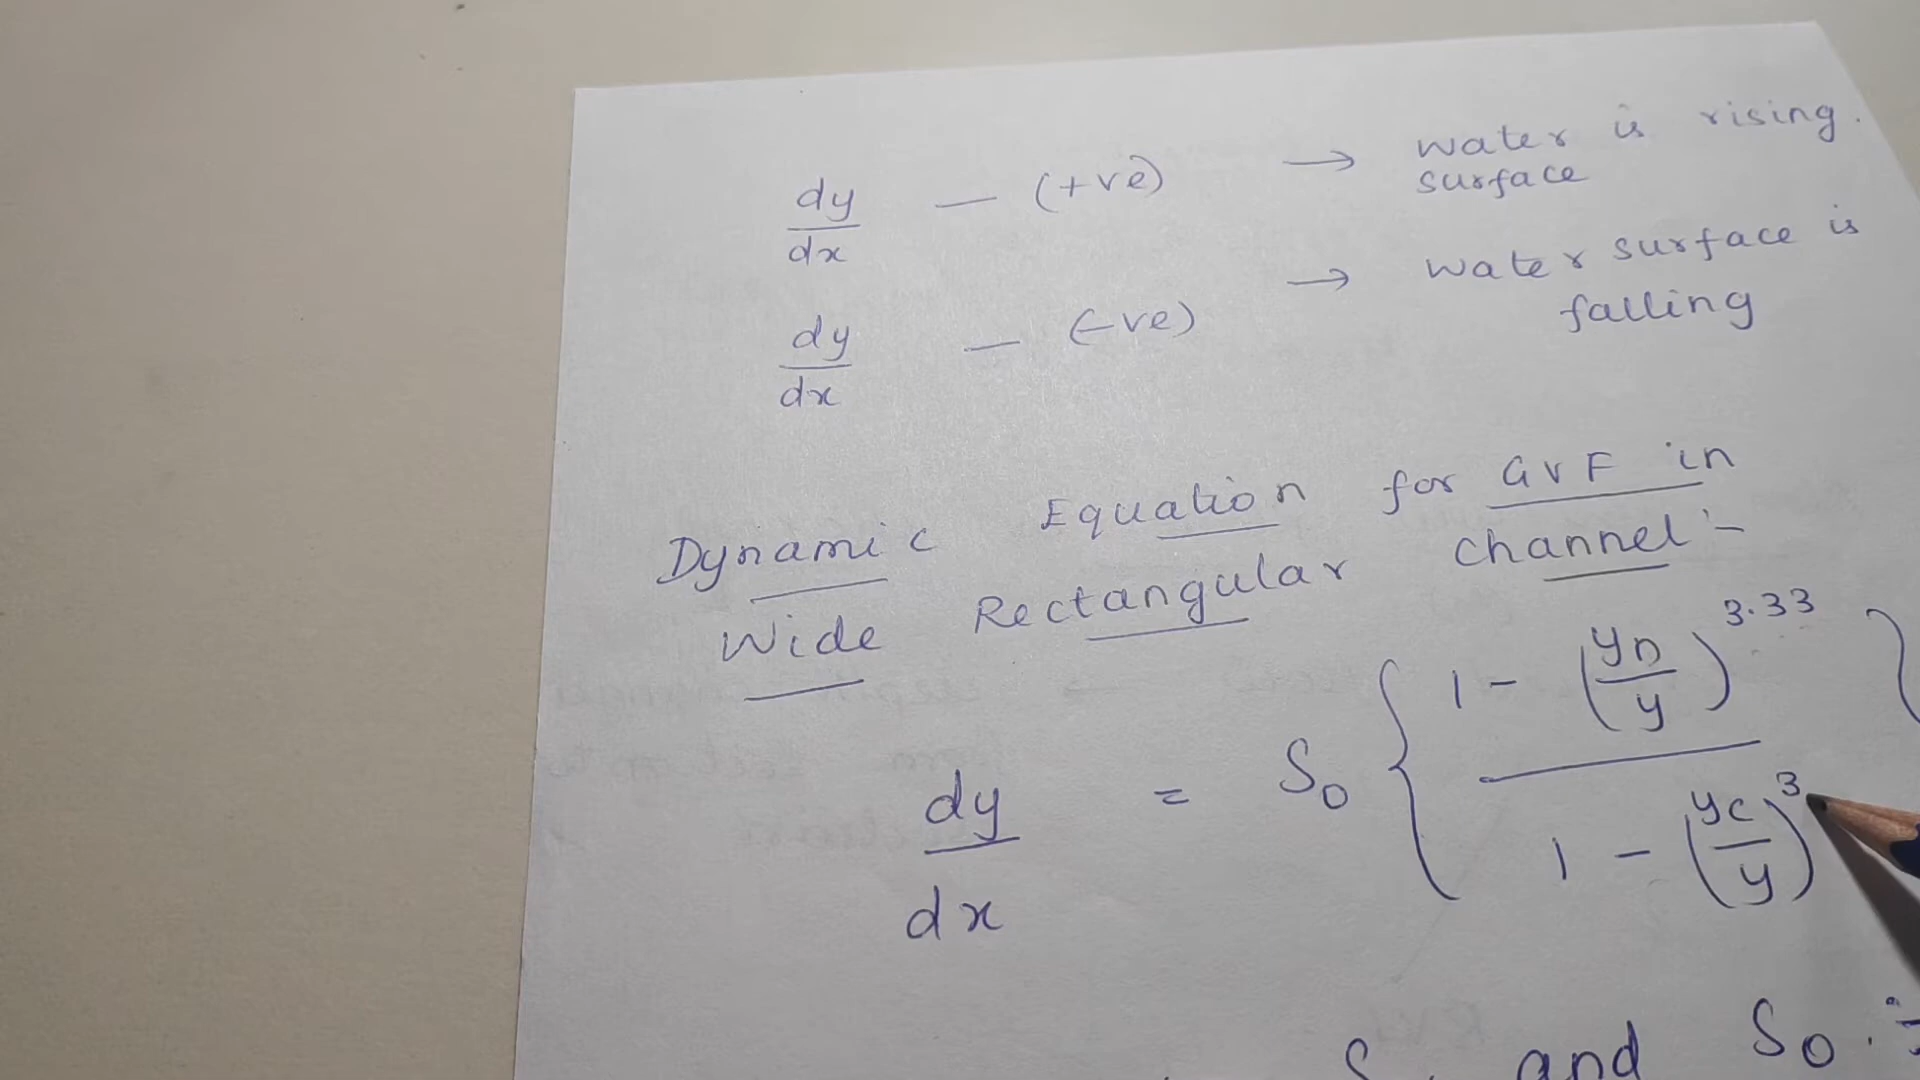 dy/dx — (+ve) → water is rising.
surface
dy/dx — (-ve) → water surface is
falling
Dynamic Equation for GVF in
Wide Rectangular channel :-
dy/dx = S₀ { 1 - (yn/y)^3.33 / 1 - (yc/y)^3 }
and S₀